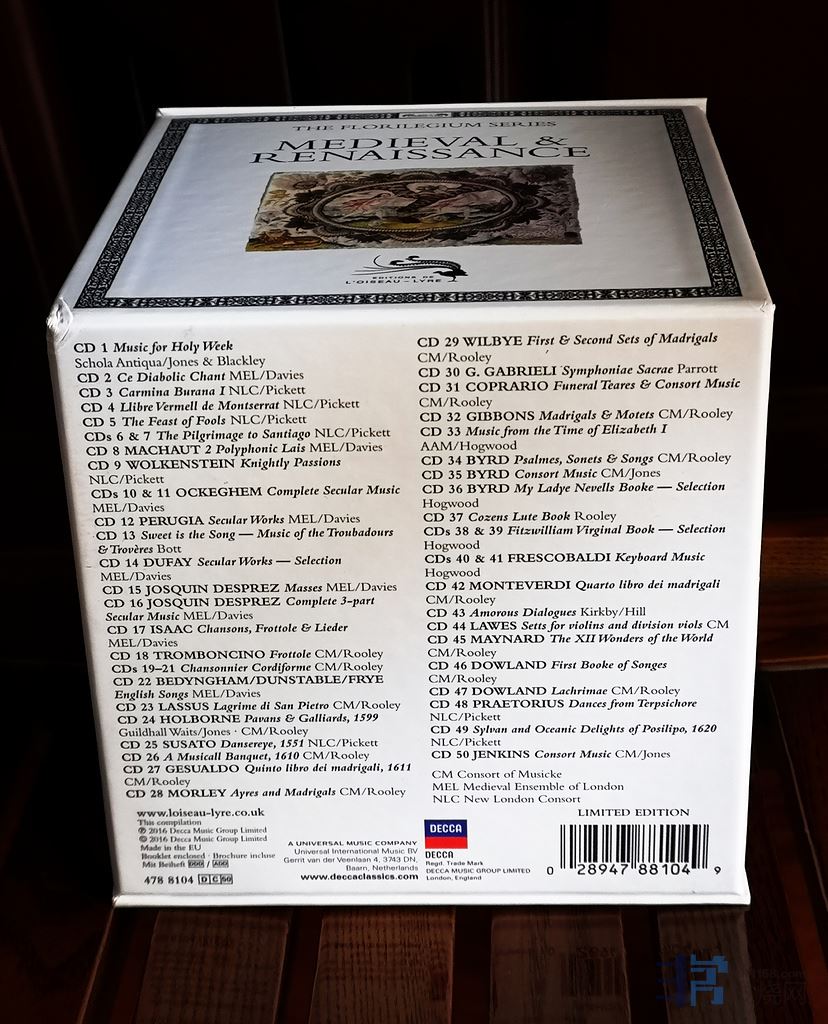 THE FLORILEGIUM SERIES
MEDIEVAL &
RENAISSANCE
EDITIONS DE
L'OISEAU-LYRE
CD 1 Music for Holy Week
Schola Antiqua/Jones & Blackley
CD 2 Ce Diabolic Chant MEL/Davies
CD 3 Carmina Burana I NLC/Pickett
CD 4 Llibre Vermell de Montserrat NLC/Pickett
CD 5 The Feast of Fools NLC/Pickett
CDs 6 & 7 The Pilgrimage to Santiago NLC/Pickett
CD 8 MACHAUT 2 Polyphonic Lais MEL/Davies
CD 9 WOLKENSTEIN Knightly Passions
NLC/Pickett
CDs 10 & 11 OCKEGHEM Complete Secular Music
MEL/Davies
CD 12 PERUGIA Secular Works MEL/Davies
CD 13 Sweet is the Song — Music of the Troubadours
& Trovères Bott
CD 14 DUFAY Secular Works — Selection
MEL/Davies
CD 15 JOSQUIN DESPREZ Masses MEL/Davies
CD 16 JOSQUIN DESPREZ Complete 3-part
Secular Music MEL/Davies
CD 17 ISAAC Chansons, Frottole & Lieder
MEL/Davies
CD 18 TROMBONCINO Frottole CM/Rooley
CDs 19–21 Chansonnier Cordiforme CM/Rooley
CD 22 BEDYNGHAM/DUNSTABLE/FRYE
English Songs MEL/Davies
CD 23 LASSUS Lagrime di San Pietro CM/Rooley
CD 24 HOLBORNE Pavans & Galliards, 1599
Guildhall Waits/Jones · CM/Rooley
CD 25 SUSATO Dansereye, 1551 NLC/Pickett
CD 26 A Musicall Banquet, 1610 CM/Rooley
CD 27 GESUALDO Quinto libro dei madrigali, 1611
CM/Rooley
CD 28 MORLEY Ayres and Madrigals CM/Rooley
CD 29 WILBYE First & Second Sets of Madrigals
CM/Rooley
CD 30 G. GABRIELI Symphoniae Sacrae Parrott
CD 31 COPRARIO Funeral Teares & Consort Music
CM/Rooley
CD 32 GIBBONS Madrigals & Motets CM/Rooley
CD 33 Music from the Time of Elizabeth I
AAM/Hogwood
CD 34 BYRD Psalmes, Sonets & Songs CM/Rooley
CD 35 BYRD Consort Music CM/Jones
CD 36 BYRD My Ladye Nevells Booke — Selection
Hogwood
CD 37 Cozens Lute Book Rooley
CDs 38 & 39 Fitzwilliam Virginal Book — Selection
Hogwood
CDs 40 & 41 FRESCOBALDI Keyboard Music
Hogwood
CD 42 MONTEVERDI Quarto libro dei madrigali
CM/Rooley
CD 43 Amorous Dialogues Kirkby/Hill
CD 44 LAWES Setts for violins and division viols CM
CD 45 MAYNARD The XII Wonders of the World
CM/Rooley
CD 46 DOWLAND First Booke of Songes
CM/Rooley
CD 47 DOWLAND Lachrimae CM/Rooley
CD 48 PRAETORIUS Dances from Terpsichore
NLC/Pickett
CD 49 Sylvan and Oceanic Delights of Posilipo, 1620
NLC/Pickett
CD 50 JENKINS Consort Music CM/Jones
CM Consort of Musicke
MEL Medieval Ensemble of London
NLC New London Consort
LIMITED EDITION
www.loiseau-lyre.co.uk
This compilation
℗ 2016 Decca Music Group Limited
© 2016 Decca Music Group Limited
Made in the EU
Booklet enclosed · Brochure incluse
Mit Beiheft DDD / ADD
478 8104 DC50
A UNIVERSAL MUSIC COMPANY
Universal International Music BV
Gerrit van der Veenlaan 4, 3743 DN,
Baarn, Netherlands
www.deccaclassics.com
DECCA
DECCA
Regd. Trade Mark
DECCA MUSIC GROUP LIMITED
London, England
0 28947 88104 9